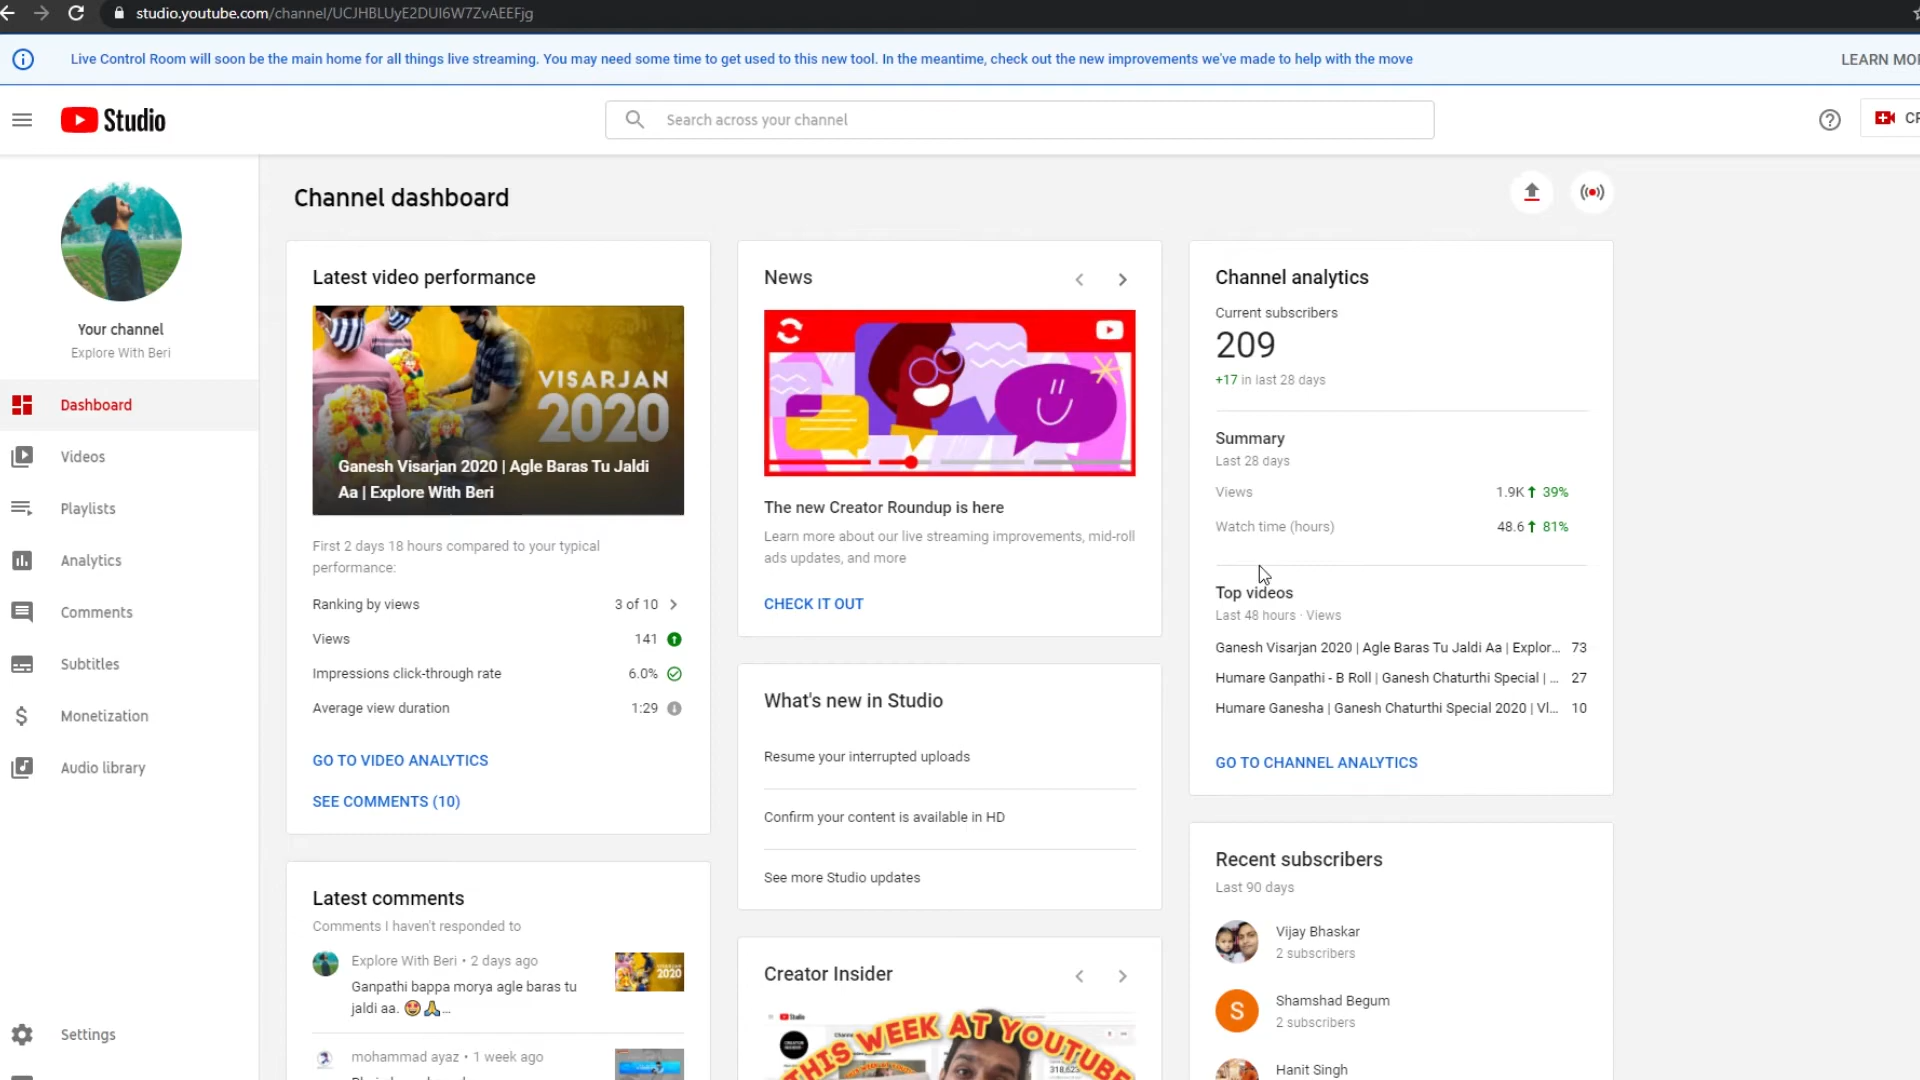 studio.youtube.com/channel/UCJHBLUyE2DUI6W7ZvAEEFjg
Live Control Room will soon be the main home for all things live streaming. You may need some time to get used to this new tool. In the meantime, check out the new improvements we've made to help with the move
LEARN MO
Studio
Search across your channel
Your channel
Explore With Beri
Dashboard
Videos
Playlists
Analytics
Comments
Subtitles
Monetization
Audio library
Settings
Channel dashboard
Latest video performance
VISARJAN
2020
Ganesh Visarjan 2020 | Agle Baras Tu Jaldi
Aa | Explore With Beri
First 2 days 18 hours compared to your typical
performance:
Ranking by views 3 of 10
Views 141
Impressions click-through rate 6.0%
Average view duration 1:29
GO TO VIDEO ANALYTICS
SEE COMMENTS (10)
Latest comments
Comments I haven't responded to
Explore With Beri • 2 days ago
Ganpathi bappa morya agle baras tu
jaldi aa. 😍🙏...
2020
mohammad ayaz • 1 week ago
News
The new Creator Roundup is here
Learn more about our live streaming improvements, mid-roll
ads updates, and more
CHECK IT OUT
What's new in Studio
Resume your interrupted uploads
Confirm your content is available in HD
See more Studio updates
Creator Insider
Studio
THIS WEEK AT YOUTUBE
318,623
Channel analytics
Current subscribers
209
+17 in last 28 days
Summary
Last 28 days
Views 1.9K 39%
Watch time (hours) 48.6 81%
Top videos
Last 48 hours · Views
Ganesh Visarjan 2020 | Agle Baras Tu Jaldi Aa | Explor... 73
Humare Ganpathi - B Roll | Ganesh Chaturthi Special | ... 27
Humare Ganesha | Ganesh Chaturthi Special 2020 | Vl... 10
GO TO CHANNEL ANALYTICS
Recent subscribers
Last 90 days
Vijay Bhaskar
2 subscribers
S
Shamshad Begum
2 subscribers
Hanit Singh